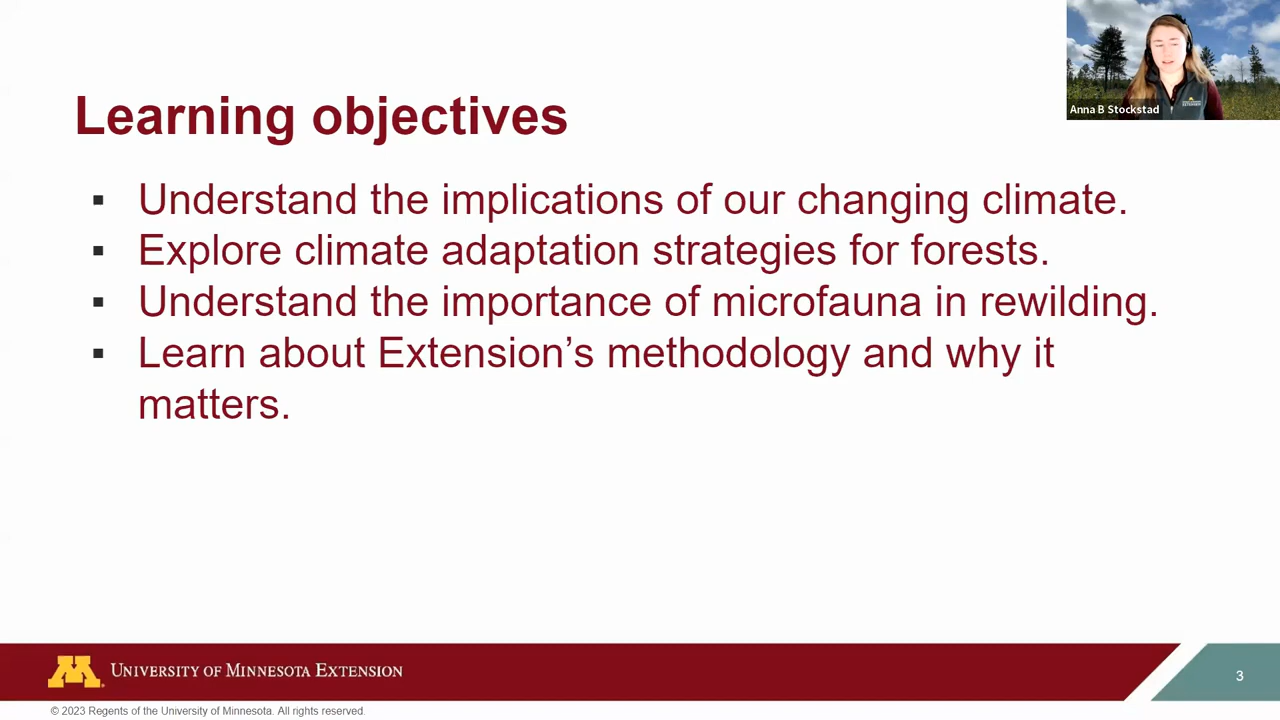 Anna B Stockstad
Learning objectives
▪ Understand the implications of our changing climate.
▪ Explore climate adaptation strategies for forests.
▪ Understand the importance of microfauna in rewilding.
▪ Learn about Extension’s methodology and why it
matters.
M UNIVERSITY OF MINNESOTA EXTENSION
3
© 2023 Regents of the University of Minnesota. All rights reserved.